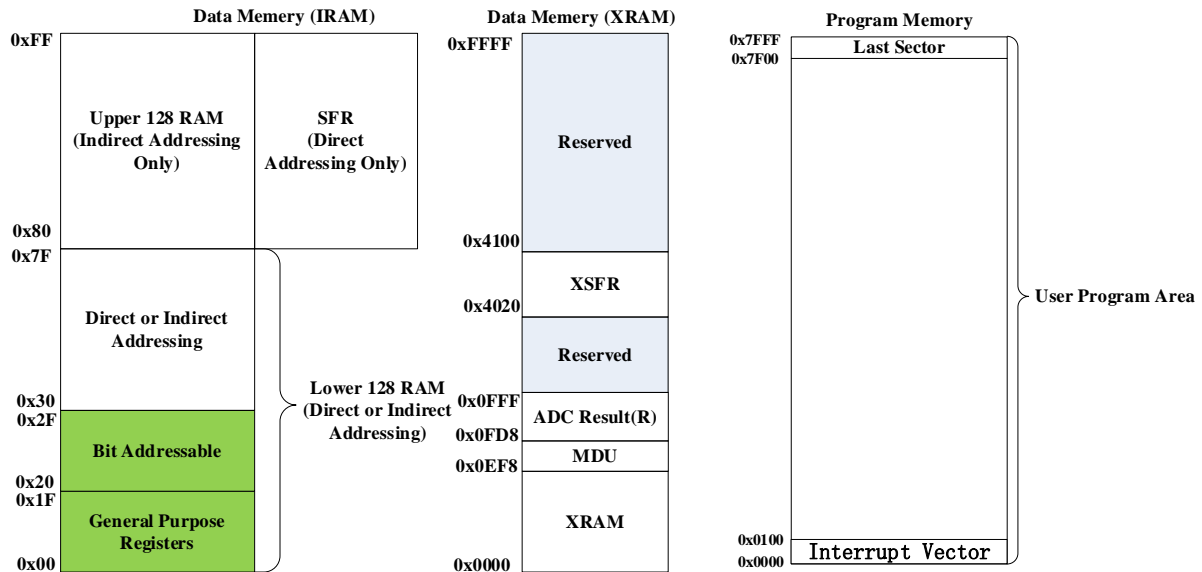 Data Memery (IRAM)
0xFF
Upper 128 RAM
(Indirect Addressing
Only)
SFR
(Direct
Addressing Only)
0x80
0x7F
Direct or Indirect
Addressing
0x30
0x2F
Bit Addressable
0x20
0x1F
General Purpose
Registers
0x00
Lower 128 RAM
(Direct or Indirect
Addressing)
Data Memery (XRAM)
0xFFFF
Reserved
0x4100
XSFR
0x4020
Reserved
0x0FFF
ADC Result(R)
0x0FD8
MDU
0x0EF8
XRAM
0x0000
Program Memory
0x7FFF
Last Sector
0x7F00
User Program Area
0x0100
Interrupt Vector
0x0000